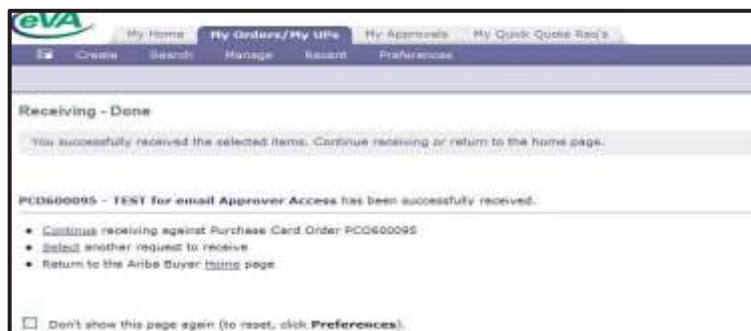 eVA
My Home My Orders/My UPs My Approvals My Quick Quote Req's
Create Search Manage Recent Preferences
Receiving - Done
You successfully received the selected items. Continue receiving or return to the home page.
PCO600095 - TEST for email Approver Access has been successfully received.
Continue receiving against Purchase Card Order PCO600095
Select another request to receive
Return to the Ariba Buyer Home page
Don't show this page again (to reset, click Preferences).